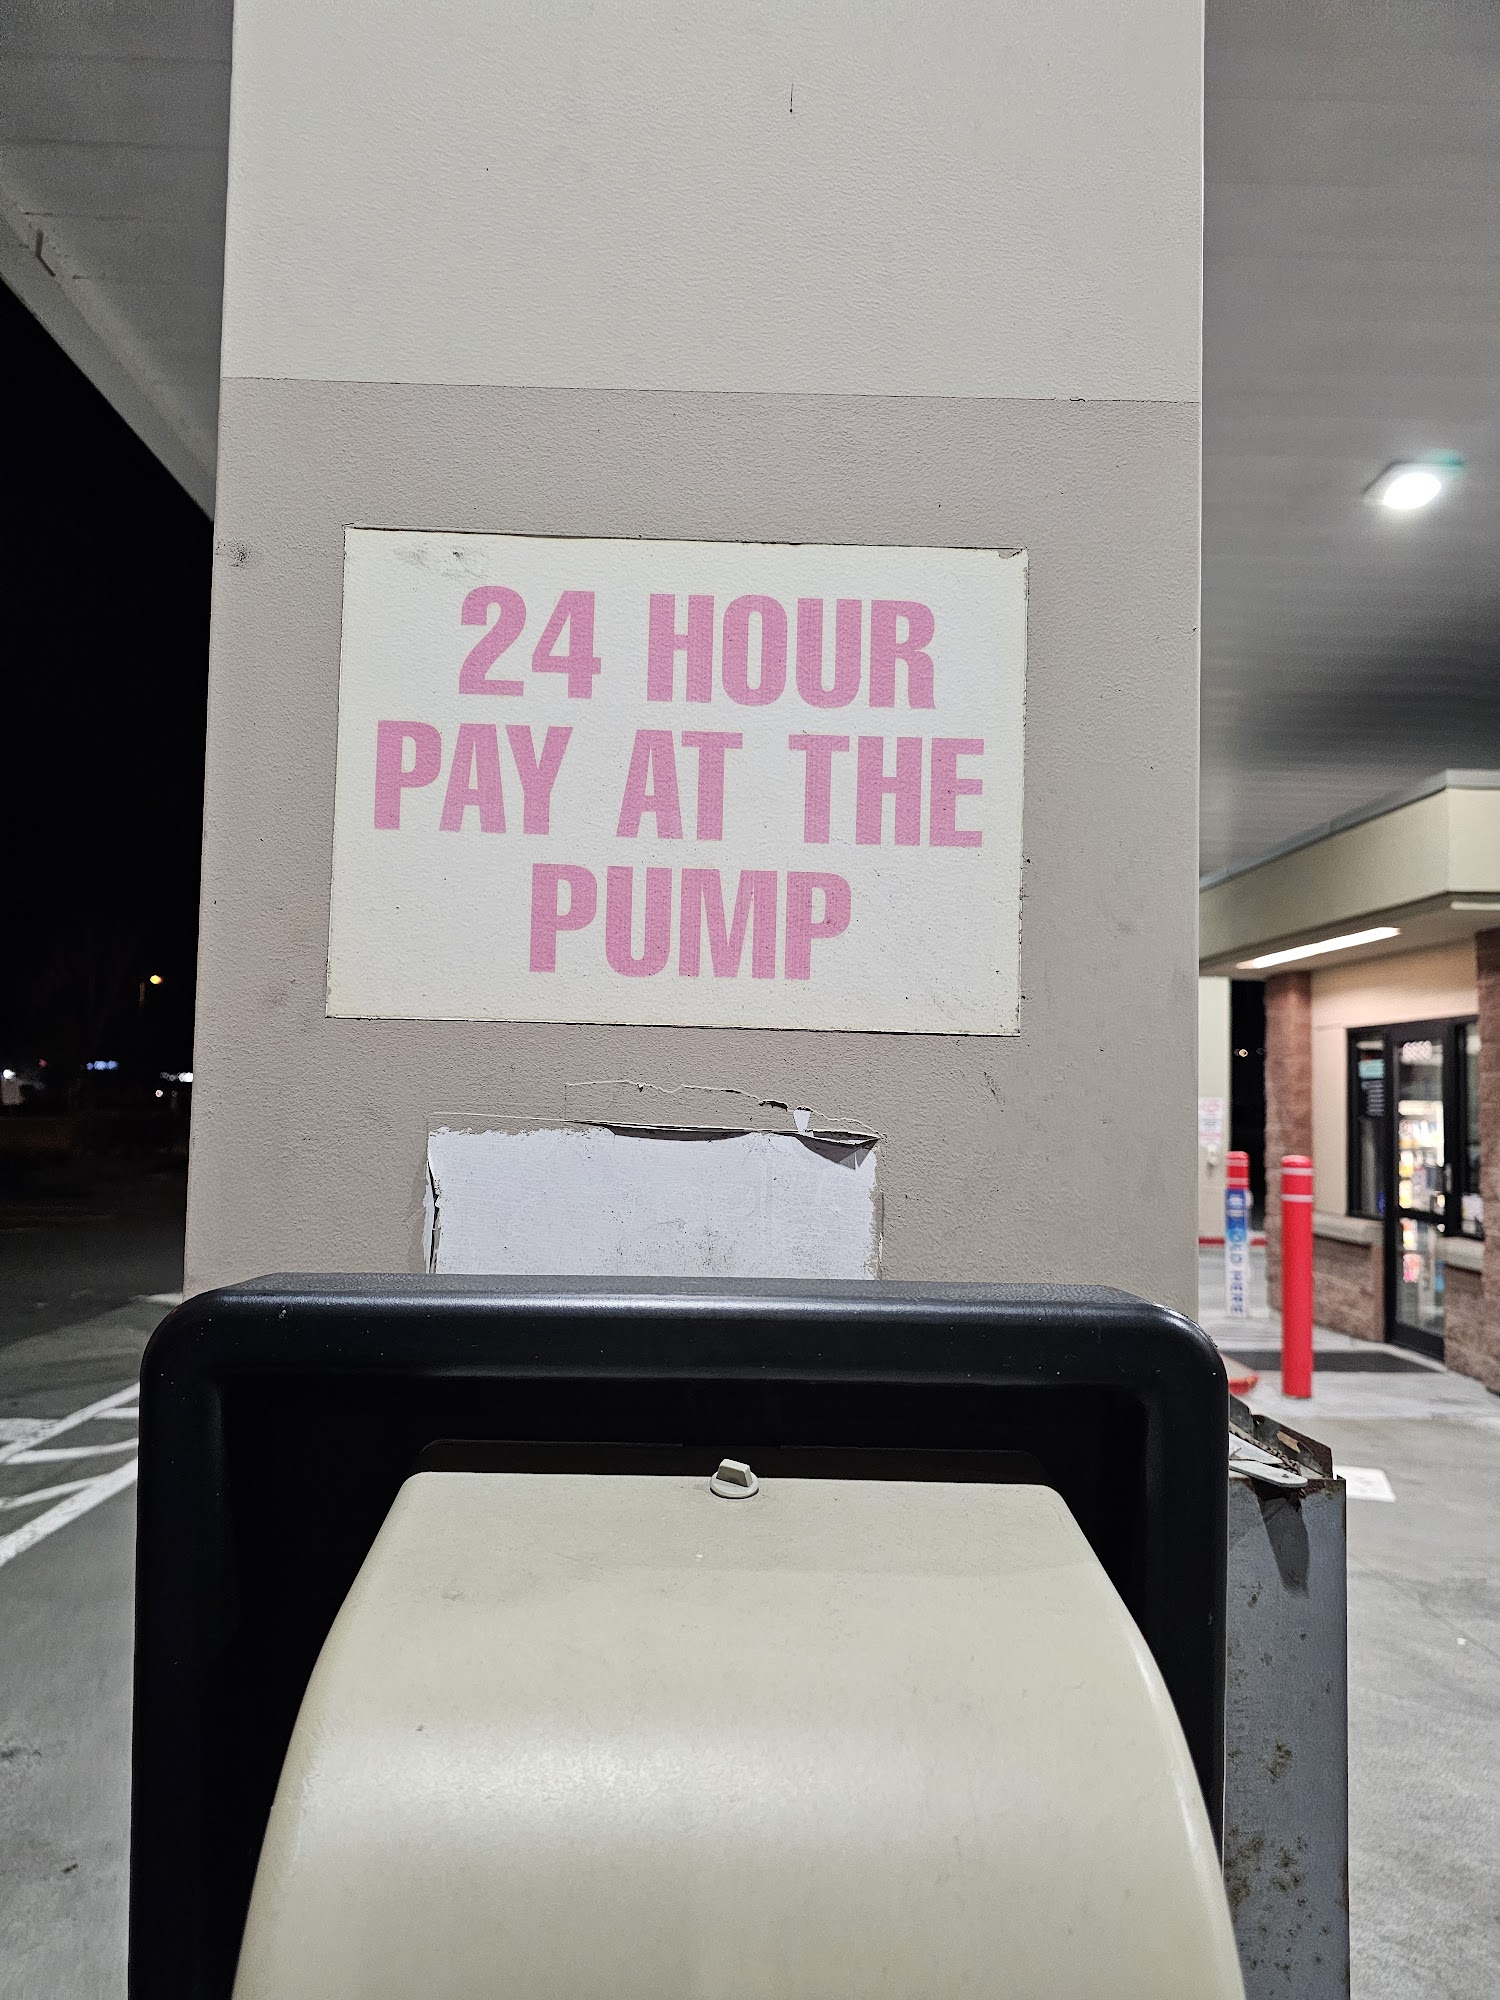 24 HOUR
PAY AT THE
PUMP